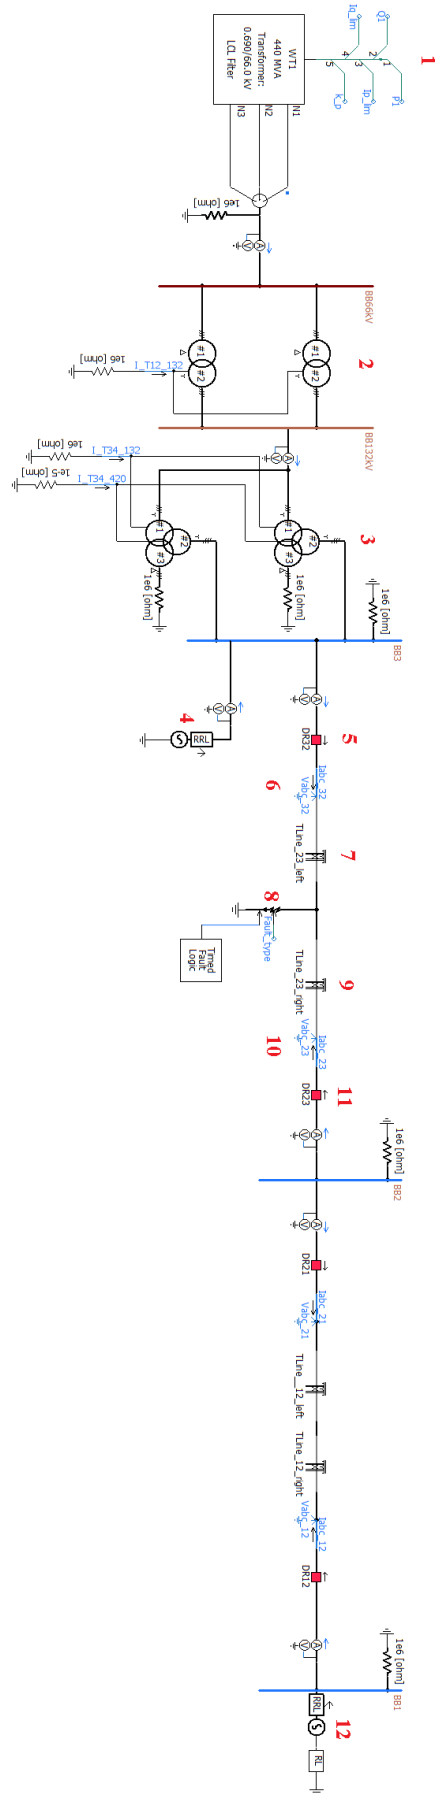 1
Q1
Iq_lim
2
1
4
3
5
P1
Ip_lim
k_p
WT1
440 MVA
Transformer:
0.690/66.0 kV
LCL Filter
N1
N2
N3
1e6 [ohm]
A
V
BB66kV
2
#1
#2
#1
#2
I_T12_132
1e6 [ohm]
BB132kV
A
V
I_T34_132
1e6 [ohm]
I_T34_420
1e-5 [ohm]
3
#1
#2
#3
#1
#2
#3
1e6 [ohm]
1e6 [ohm]
1e6 [ohm]
BB3
A
V
A
V
4
RRL
5
DR32
6
Iabc_32
Vabc_32
7
TLine_23_left
8
Fault_type
Timed
Fault
Logic
9
TLine_23_right
10
Iabc_23
Vabc_23
11
DR23
A
V
1e6 [ohm]
BB2
A
V
DR21
Iabc_21
Vabc_21
TLine__12_left
TLine_12_right
Iabc_12
Vabc_12
DR12
A
V
1e6 [ohm]
BB1
12
RRL
RL